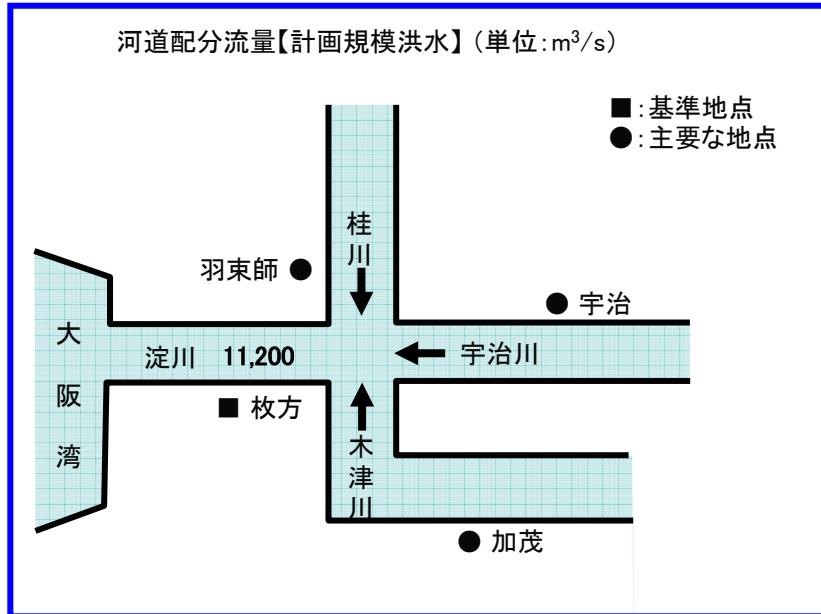 河道配分流量【計画規模洪水】(単位:m³/s)
■:基準地点
●:主要な地点
桂川
羽束師 ●
● 宇治
大阪湾
淀川 11,200
宇治川
■ 枚方
木津川
● 加茂